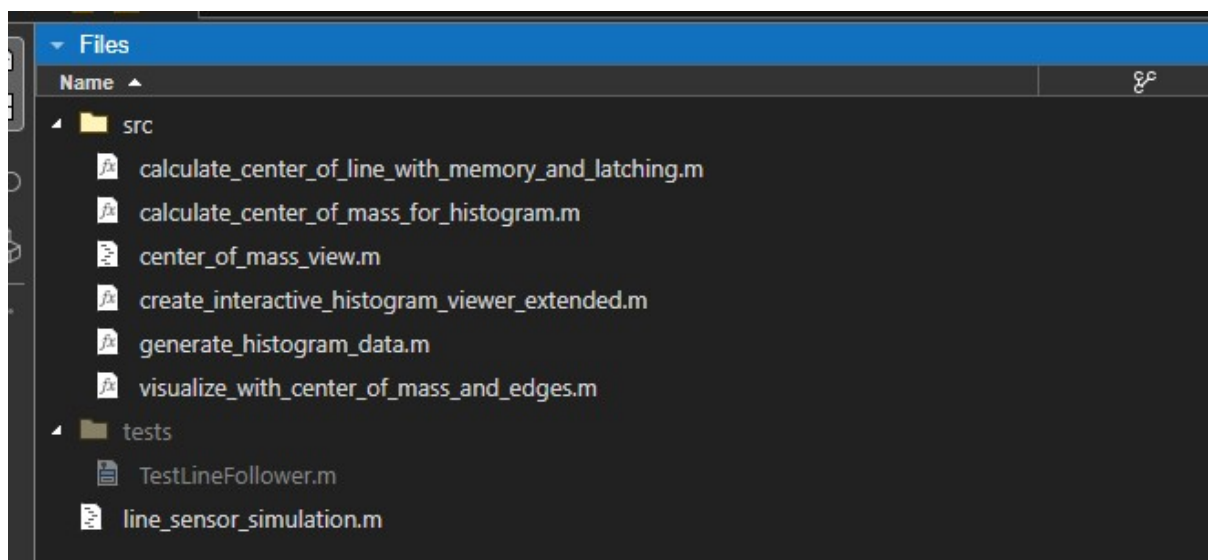 Files
Name
src
calculate_center_of_line_with_memory_and_latching.m
calculate_center_of_mass_for_histogram.m
center_of_mass_view.m
create_interactive_histogram_viewer_extended.m
generate_histogram_data.m
visualize_with_center_of_mass_and_edges.m
tests
TestLineFollower.m
line_sensor_simulation.m